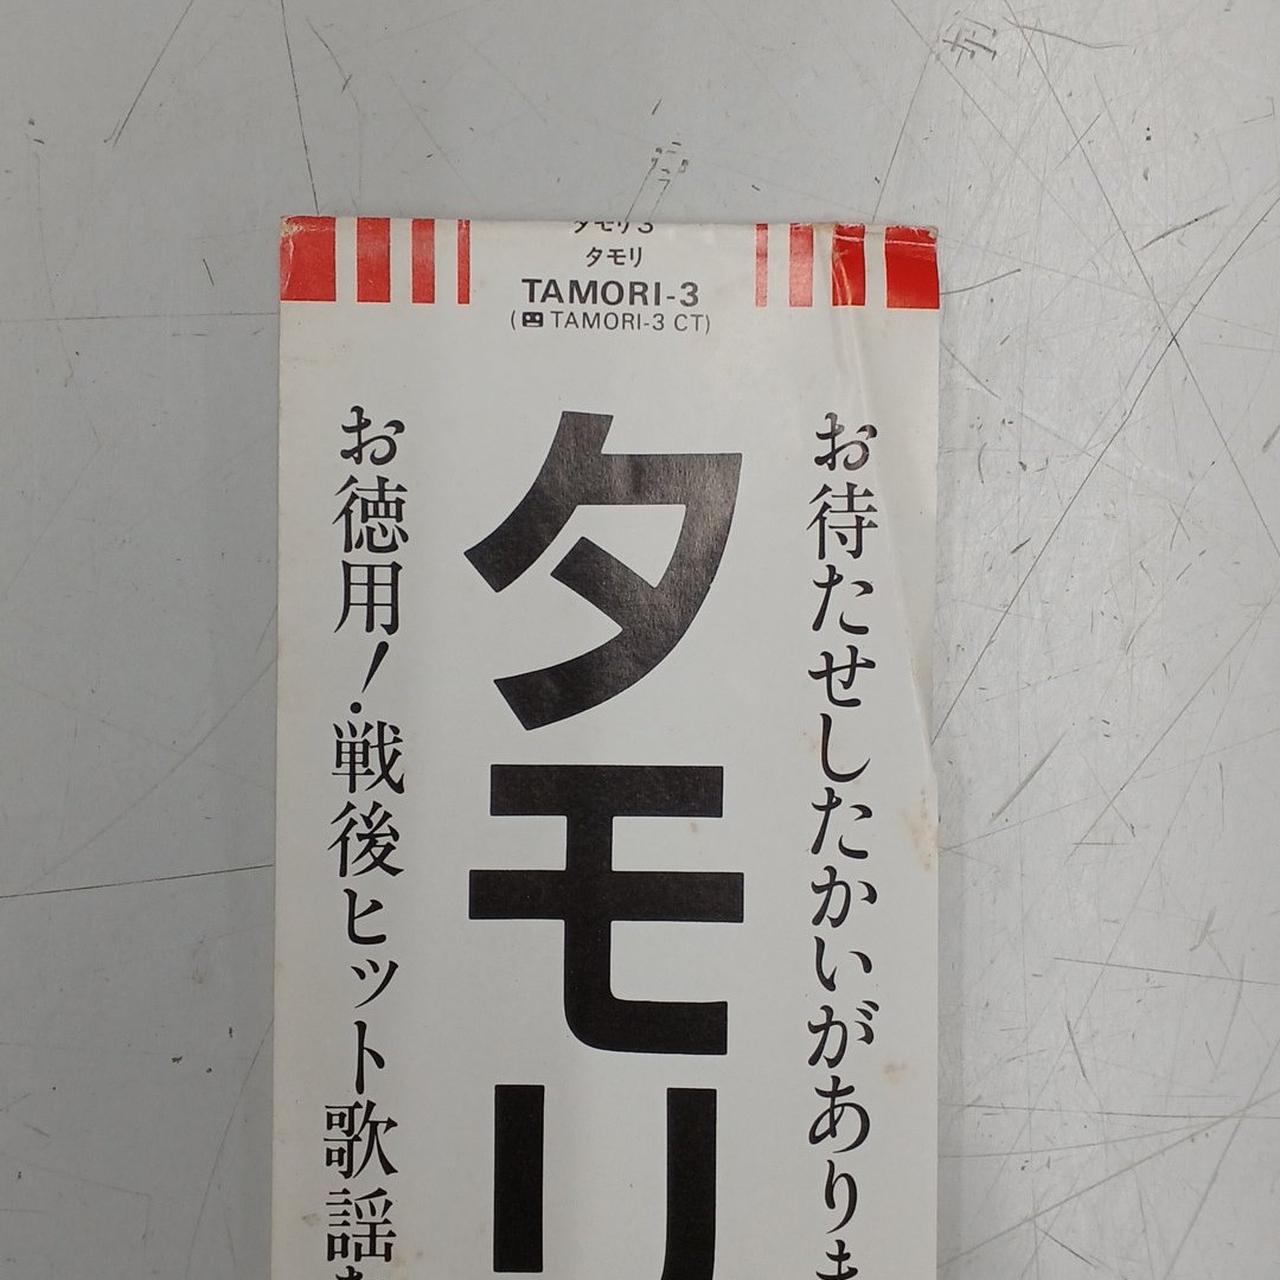 タモリ3
タモリ
TAMORI-3
(TAMORI-3 CT)
お待たせしたかいがありま
タモリ
お徳用！戦後ヒット歌謡